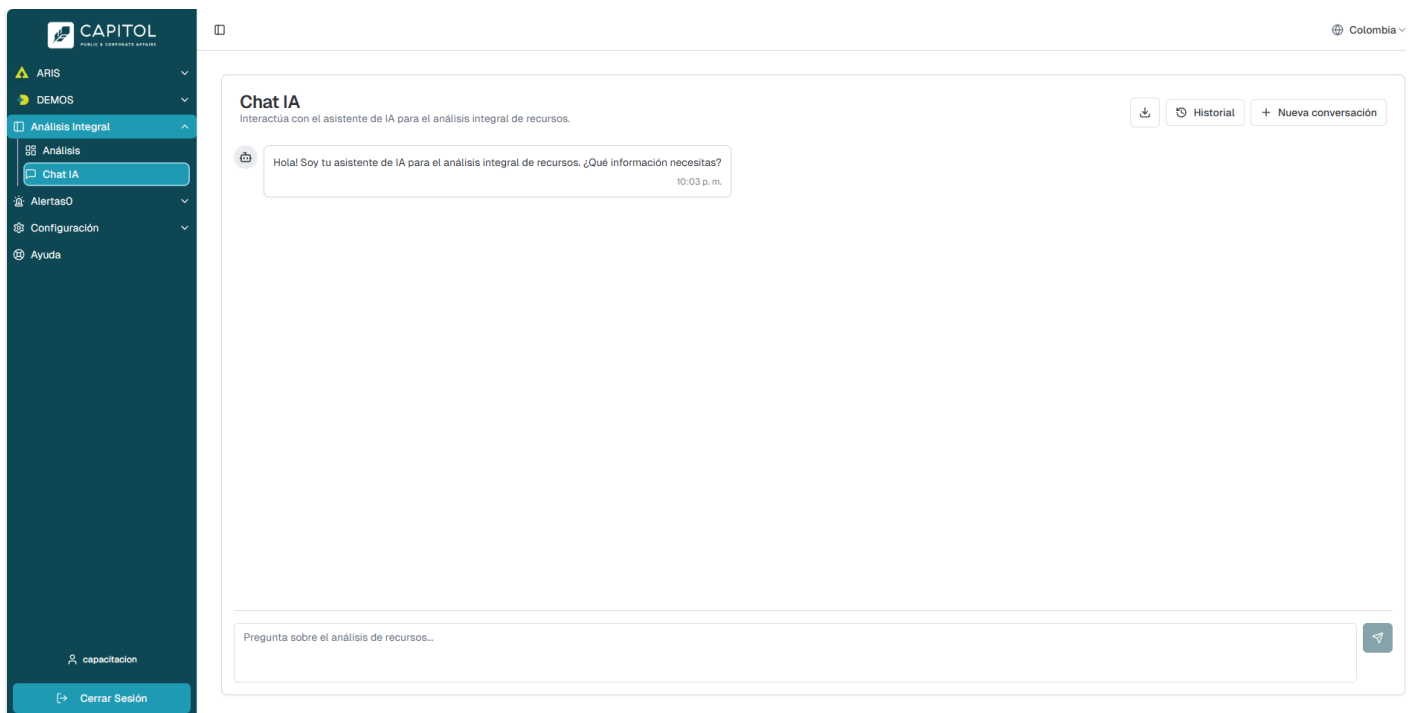 CAPITOL
PUBLIC & CORPORATE AFFAIRS
ARIS
DEMOS
Análisis Integral
Análisis
Chat IA
Alertas0
Configuración
Ayuda
capacitacion
Cerrar Sesión
Colombia
Chat IA
Interactúa con el asistente de IA para el análisis integral de recursos.
Historial
+ Nueva conversación
Hola! Soy tu asistente de IA para el análisis integral de recursos. ¿Qué información necesitas?
10:03 p. m.
Pregunta sobre el análisis de recursos...